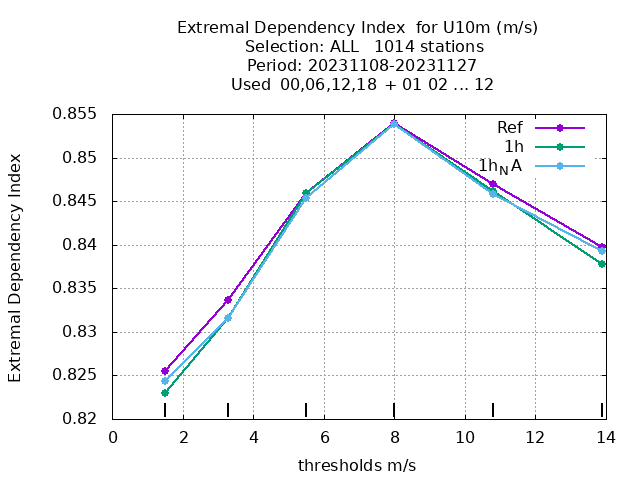 Extremal Dependency Index  for U10m (m/s)
Selection: ALL   1014 stations
Period: 20231108-20231127
Used  00,06,12,18  + 01 02 ... 12
Extremal Dependency Index
0.855
0.85
0.845
0.84
0.835
0.83
0.825
0.82
Ref
1h
1hNA
0 2 4 6 8 10 12 14
thresholds m/s